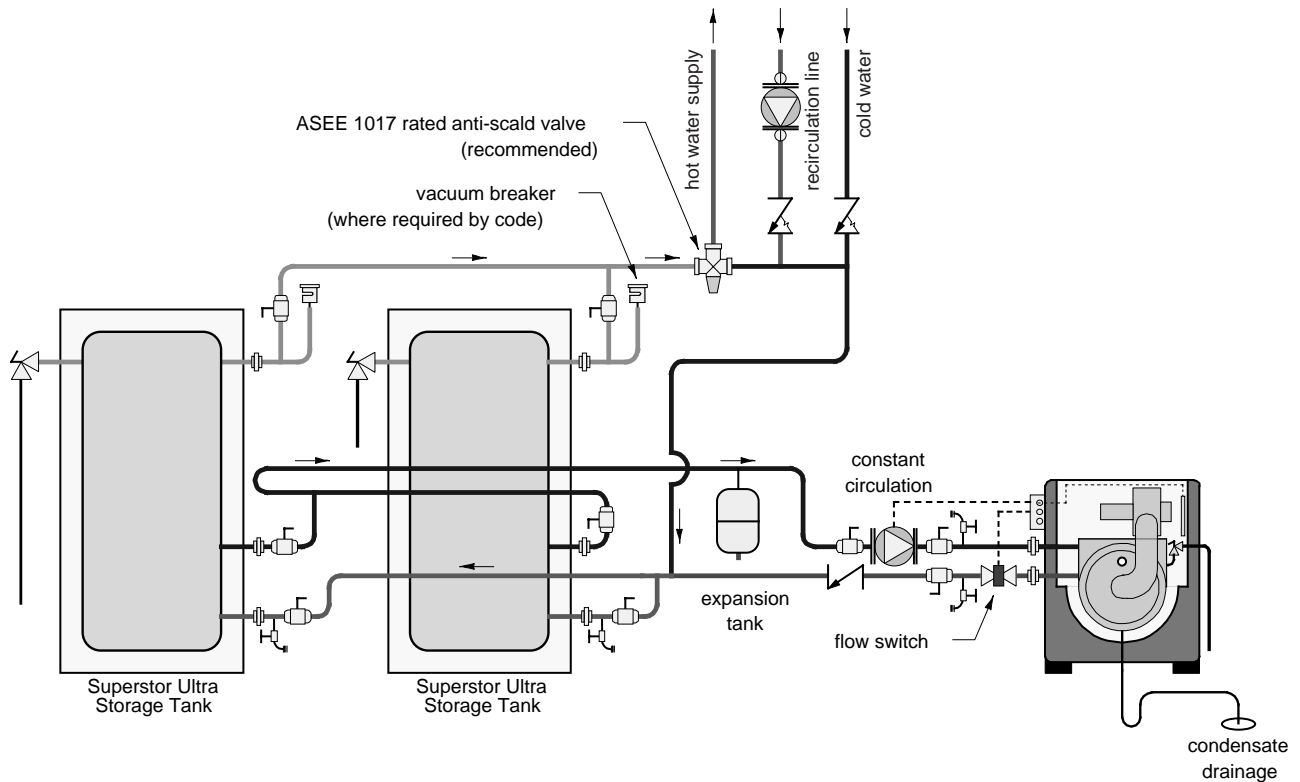 hot water supply
recirculation line
cold water
ASEE 1017 rated anti-scald valve
(recommended)
vacuum breaker
(where required by code)
constant
circulation
expansion
tank
flow switch
Superstor Ultra
Storage Tank
Superstor Ultra
Storage Tank
condensate
drainage